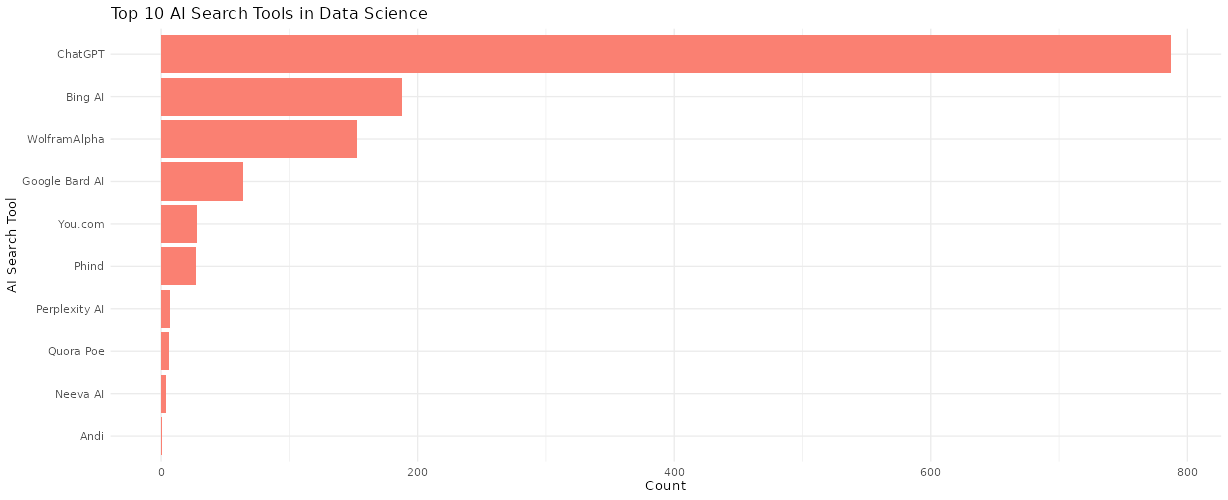 Top 10 AI Search Tools in Data Science
AI Search Tool
ChatGPT
Bing AI
WolframAlpha
Google Bard AI
You.com
Phind
Perplexity AI
Quora Poe
Neeva AI
Andi
0 200 400 600 800
Count